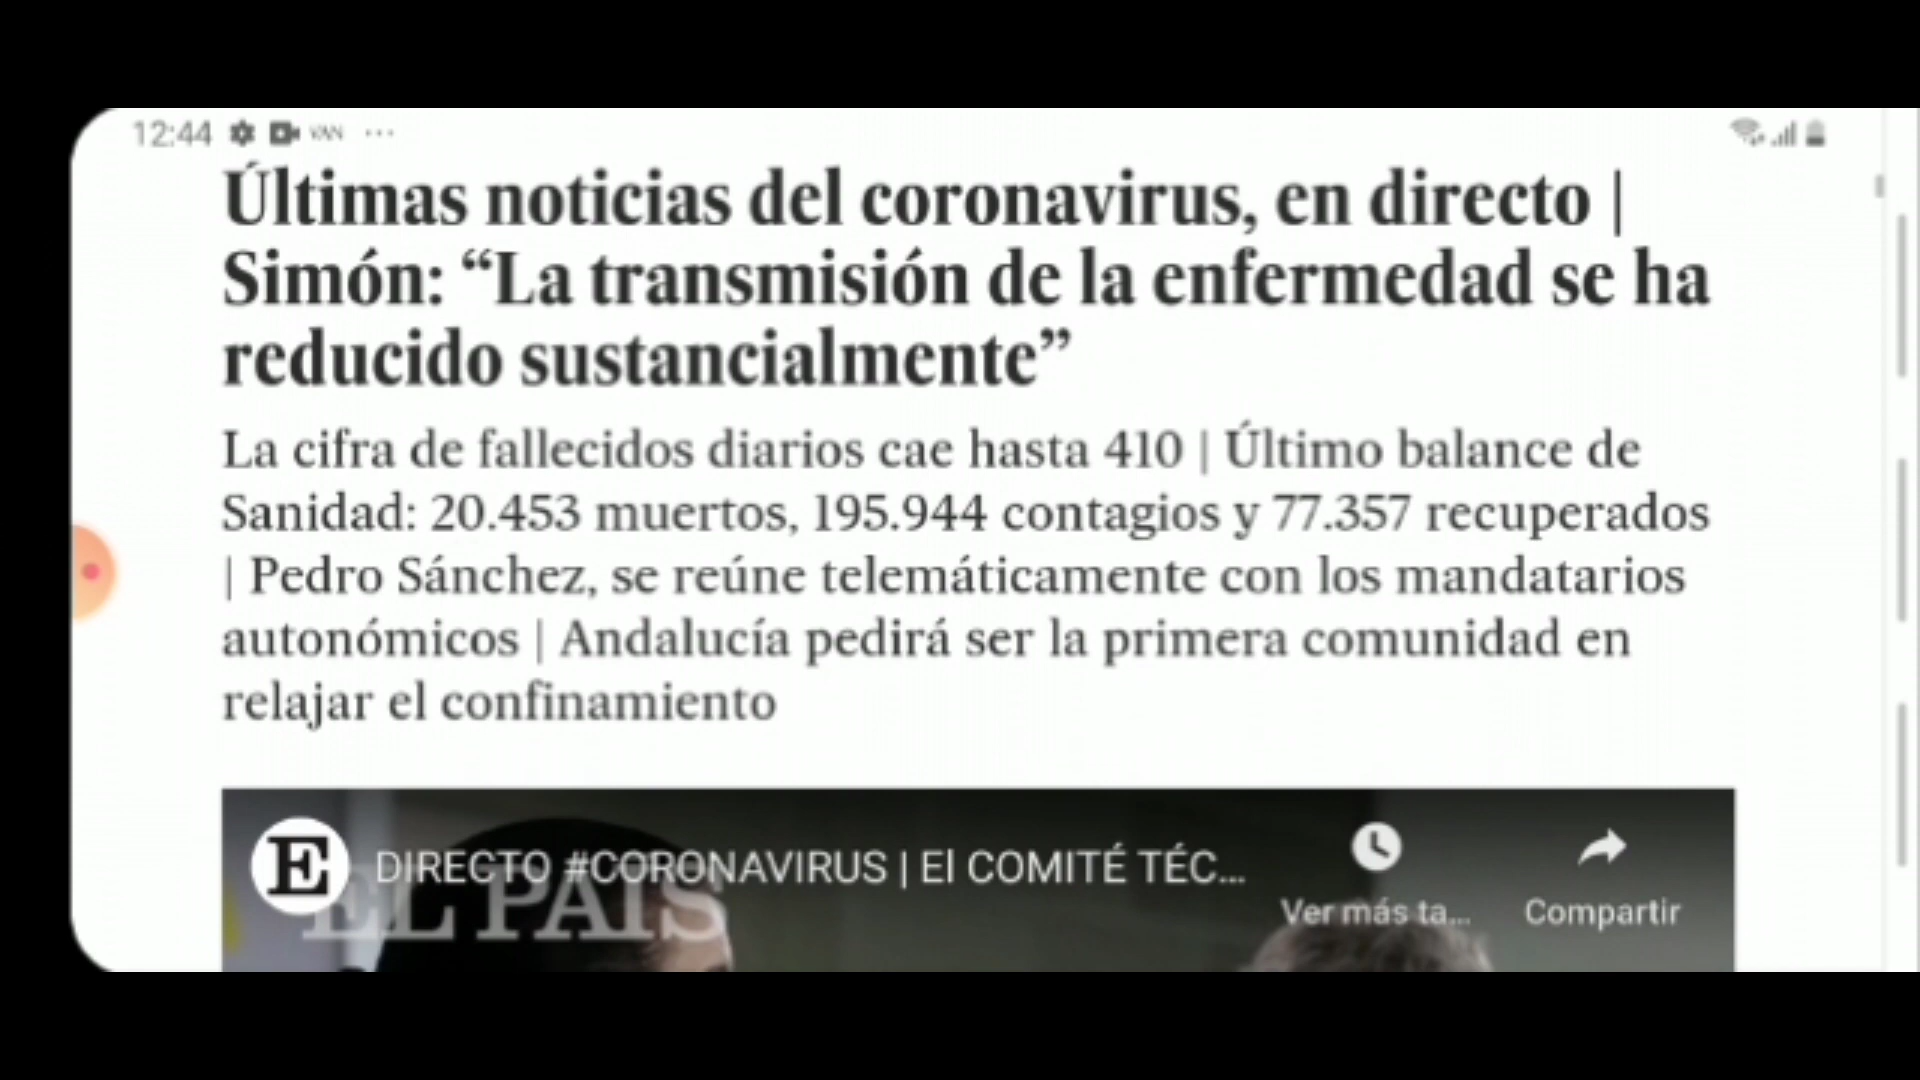 12:44 VAN ...
Últimas noticias del coronavirus, en directo |
Simón: “La transmisión de la enfermedad se ha
reducido sustancialmente”
La cifra de fallecidos diarios cae hasta 410 | Último balance de
Sanidad: 20.453 muertos, 195.944 contagios y 77.357 recuperados
| Pedro Sánchez, se reúne telemáticamente con los mandatarios
autonómicos | Andalucía pedirá ser la primera comunidad en
relajar el confinamiento
E DIRECTO #CORONAVIRUS | El COMITÉ TÉC...
EL PAÍS
Ver más ta... Compartir